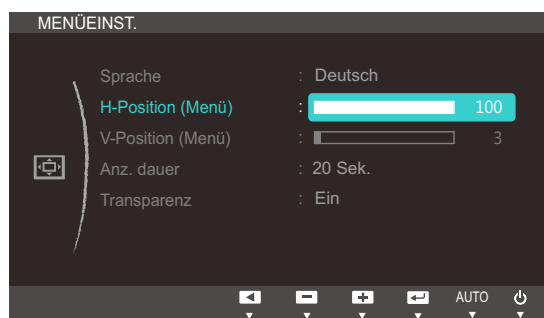 MENÜEINST.
Sprache : Deutsch
H-Position (Menü) : 100
V-Position (Menü) : 3
Anz. dauer : 20 Sek.
Transparenz : Ein
AUTO